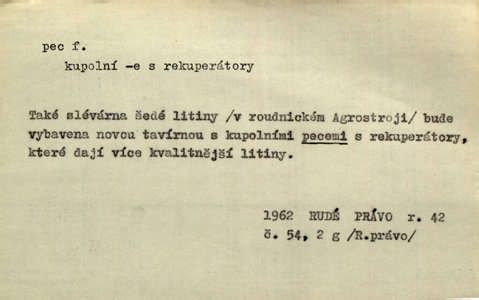 pec f.
kupolní -e s rekuperátory
Také slévárna šedé litiny /v roudnickém Agrostroji/ bude
vybavena novou tavírnou s kupolními pecemi s rekuperátory,
které dají více kvalitnější litiny.
1962 RUDÉ PRÁVO r. 42
č. 54, 2 g /R.právo/